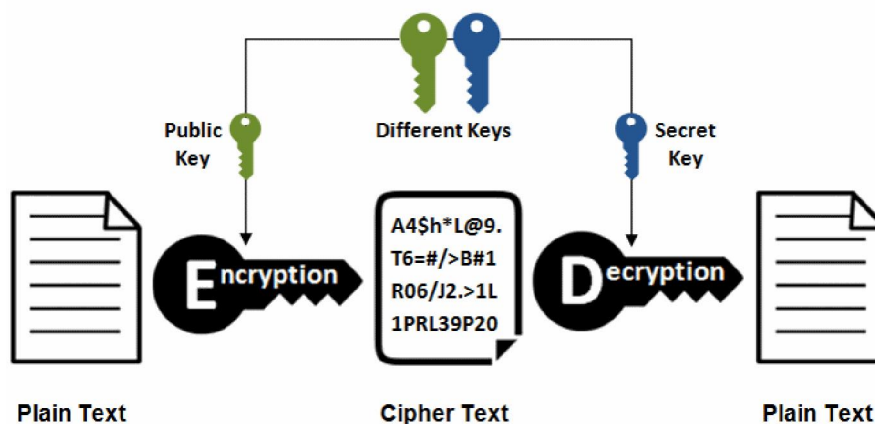 Public
Key
Different Keys
Secret
Key
Encryption
A4$h*L@9.
T6=#/>B#1
R06/J2.>1L
1PRL39P20
Decryption
Plain Text
Cipher Text
Plain Text